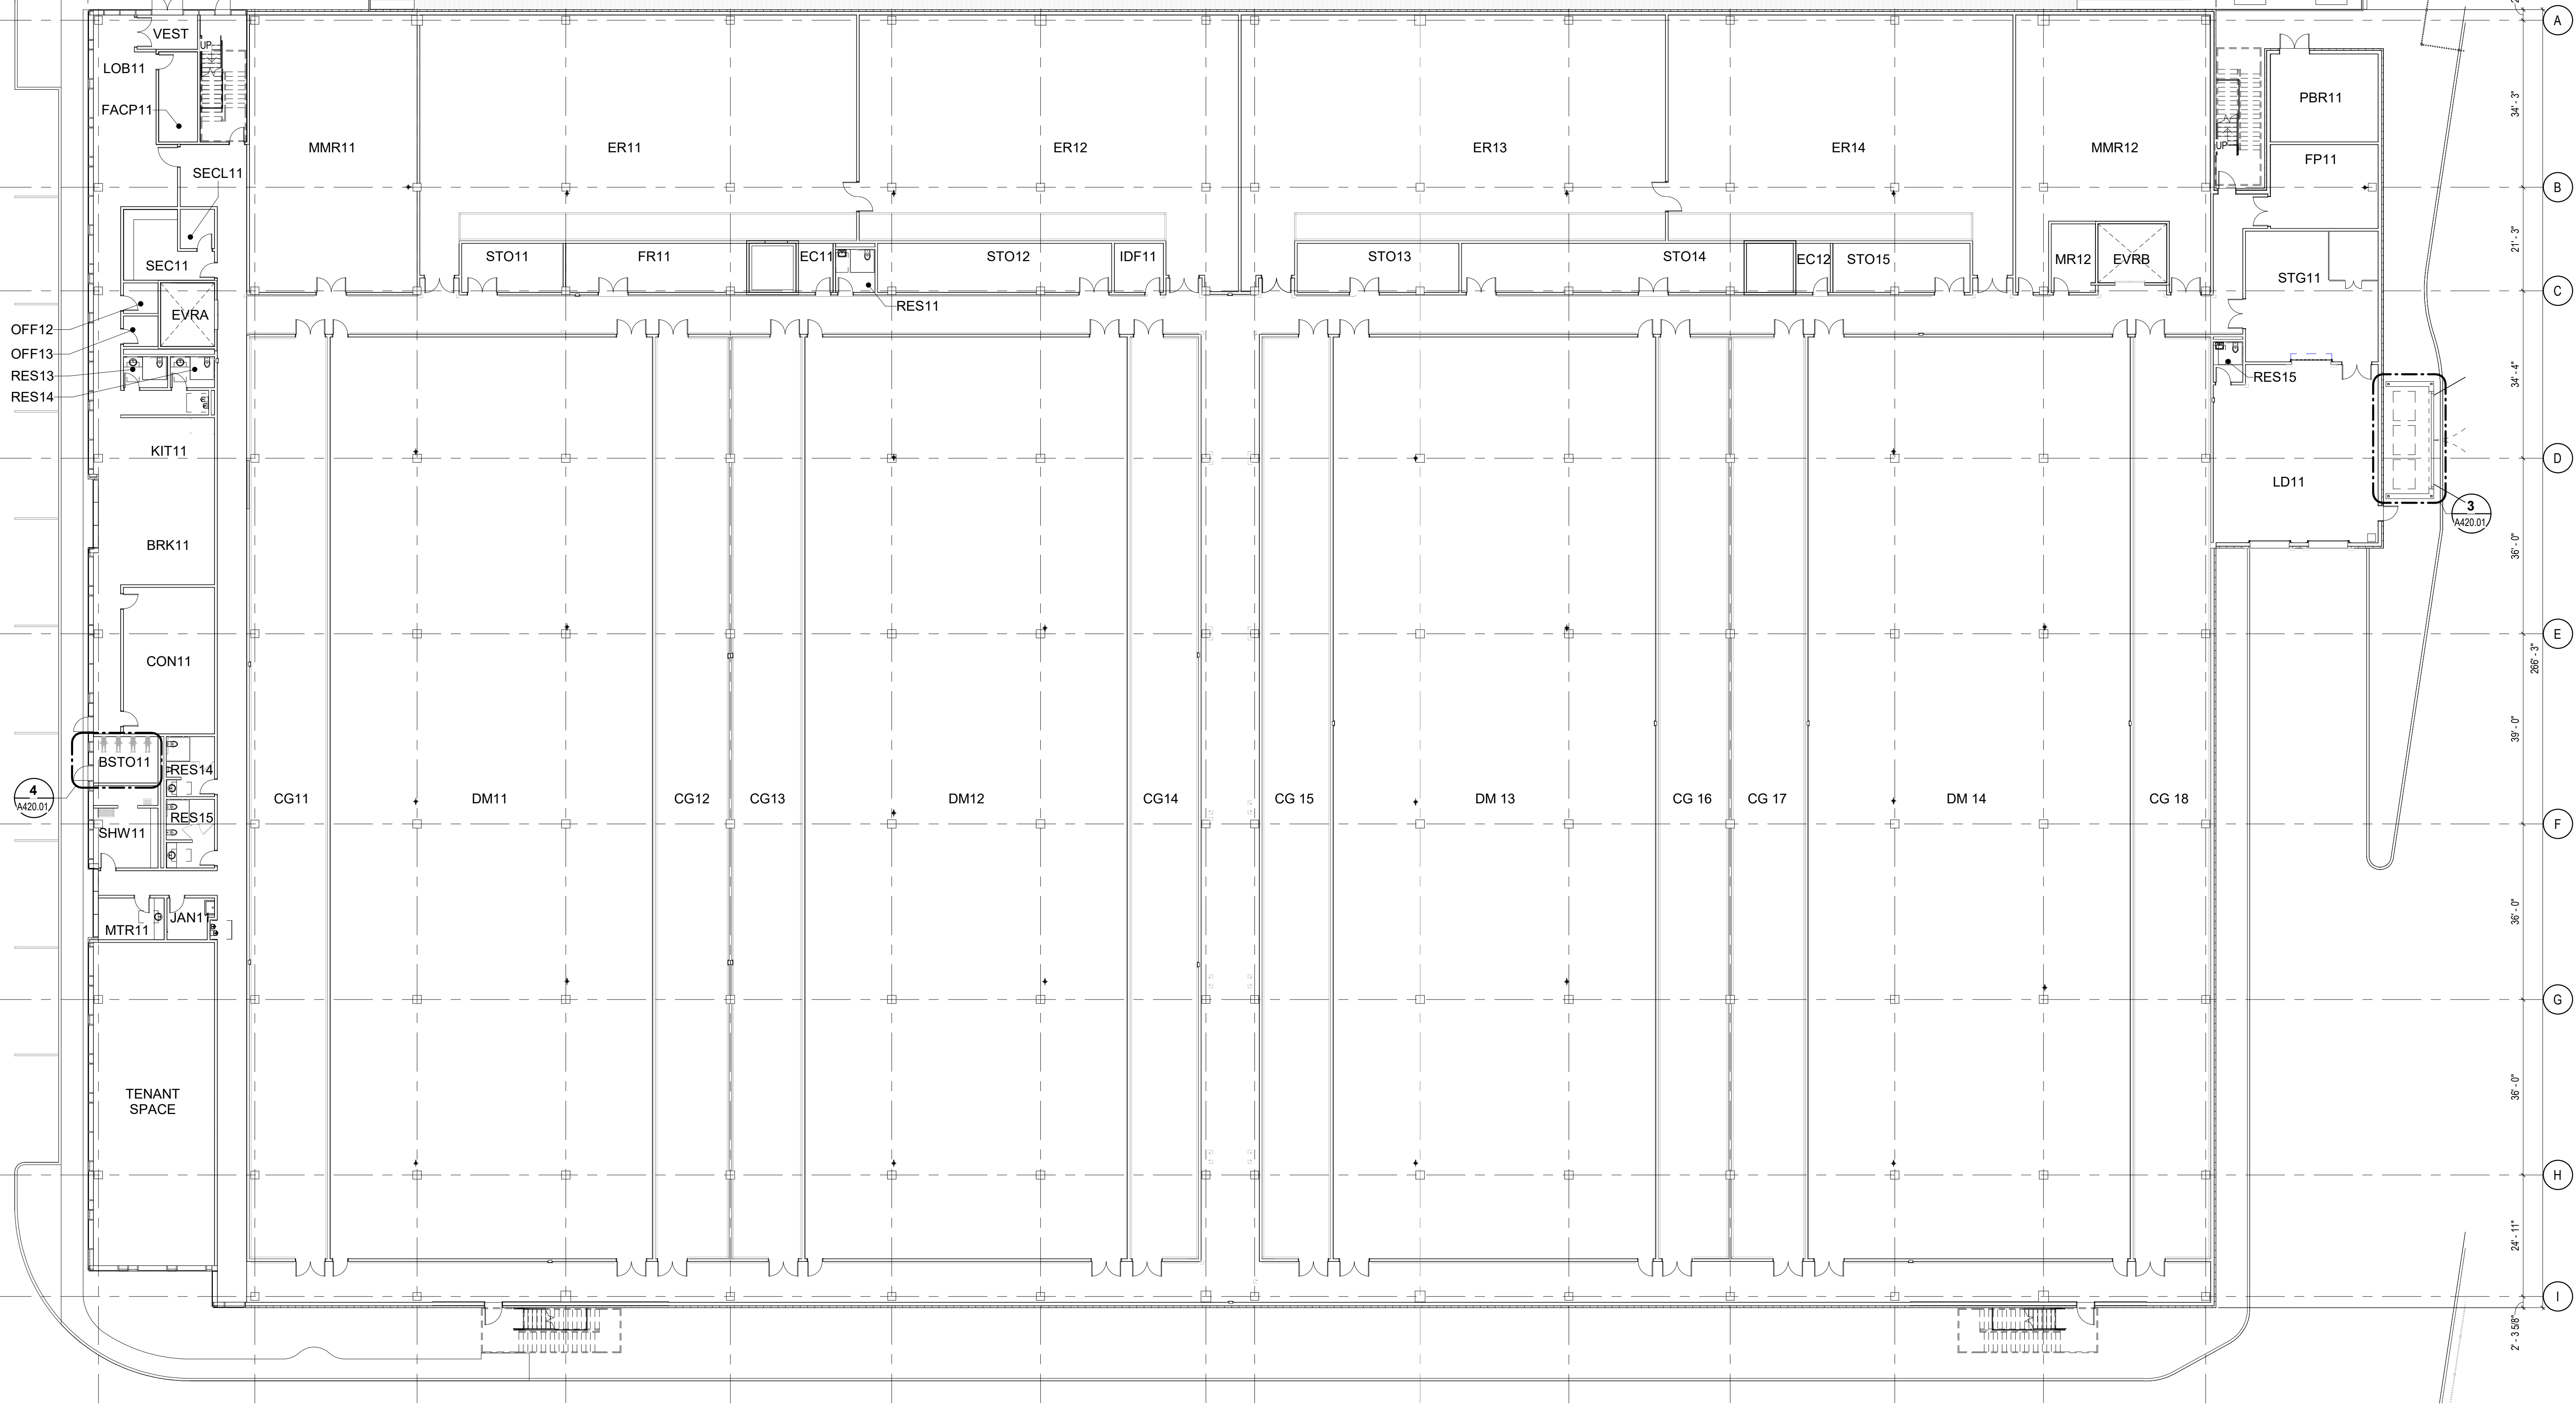 VEST
UP
LOB11
FACP11
SECL11
SEC11
MMR11
ER11
ER12
ER13
ER14
MMR12
UP
PBR11
FP11
A
34' - 3"
B
21' - 3"
STO11
FR11
EC11
STO12
IDF11
STO13
STO14
EC12
STO15
MR12
EVRB
STG11
C
RES11
EVRA
OFF12
OFF13
RES13
RES14
RES15
34' - 4"
KIT11
D
LD11
3
A420.01
BRK11
36' - 0"
E
266' - 3"
CON11
39' - 0"
BSTO11
RES14
4
A420.01
CG11
DM11
CG12
CG13
DM12
CG14
CG 15
DM 13
CG 16
CG 17
DM 14
CG 18
RES15
SHW11
F
JAN11
MTR11
36' - 0"
G
TENANT
SPACE
36' - 0"
H
24' - 11"
I
2' - 3 5/8"